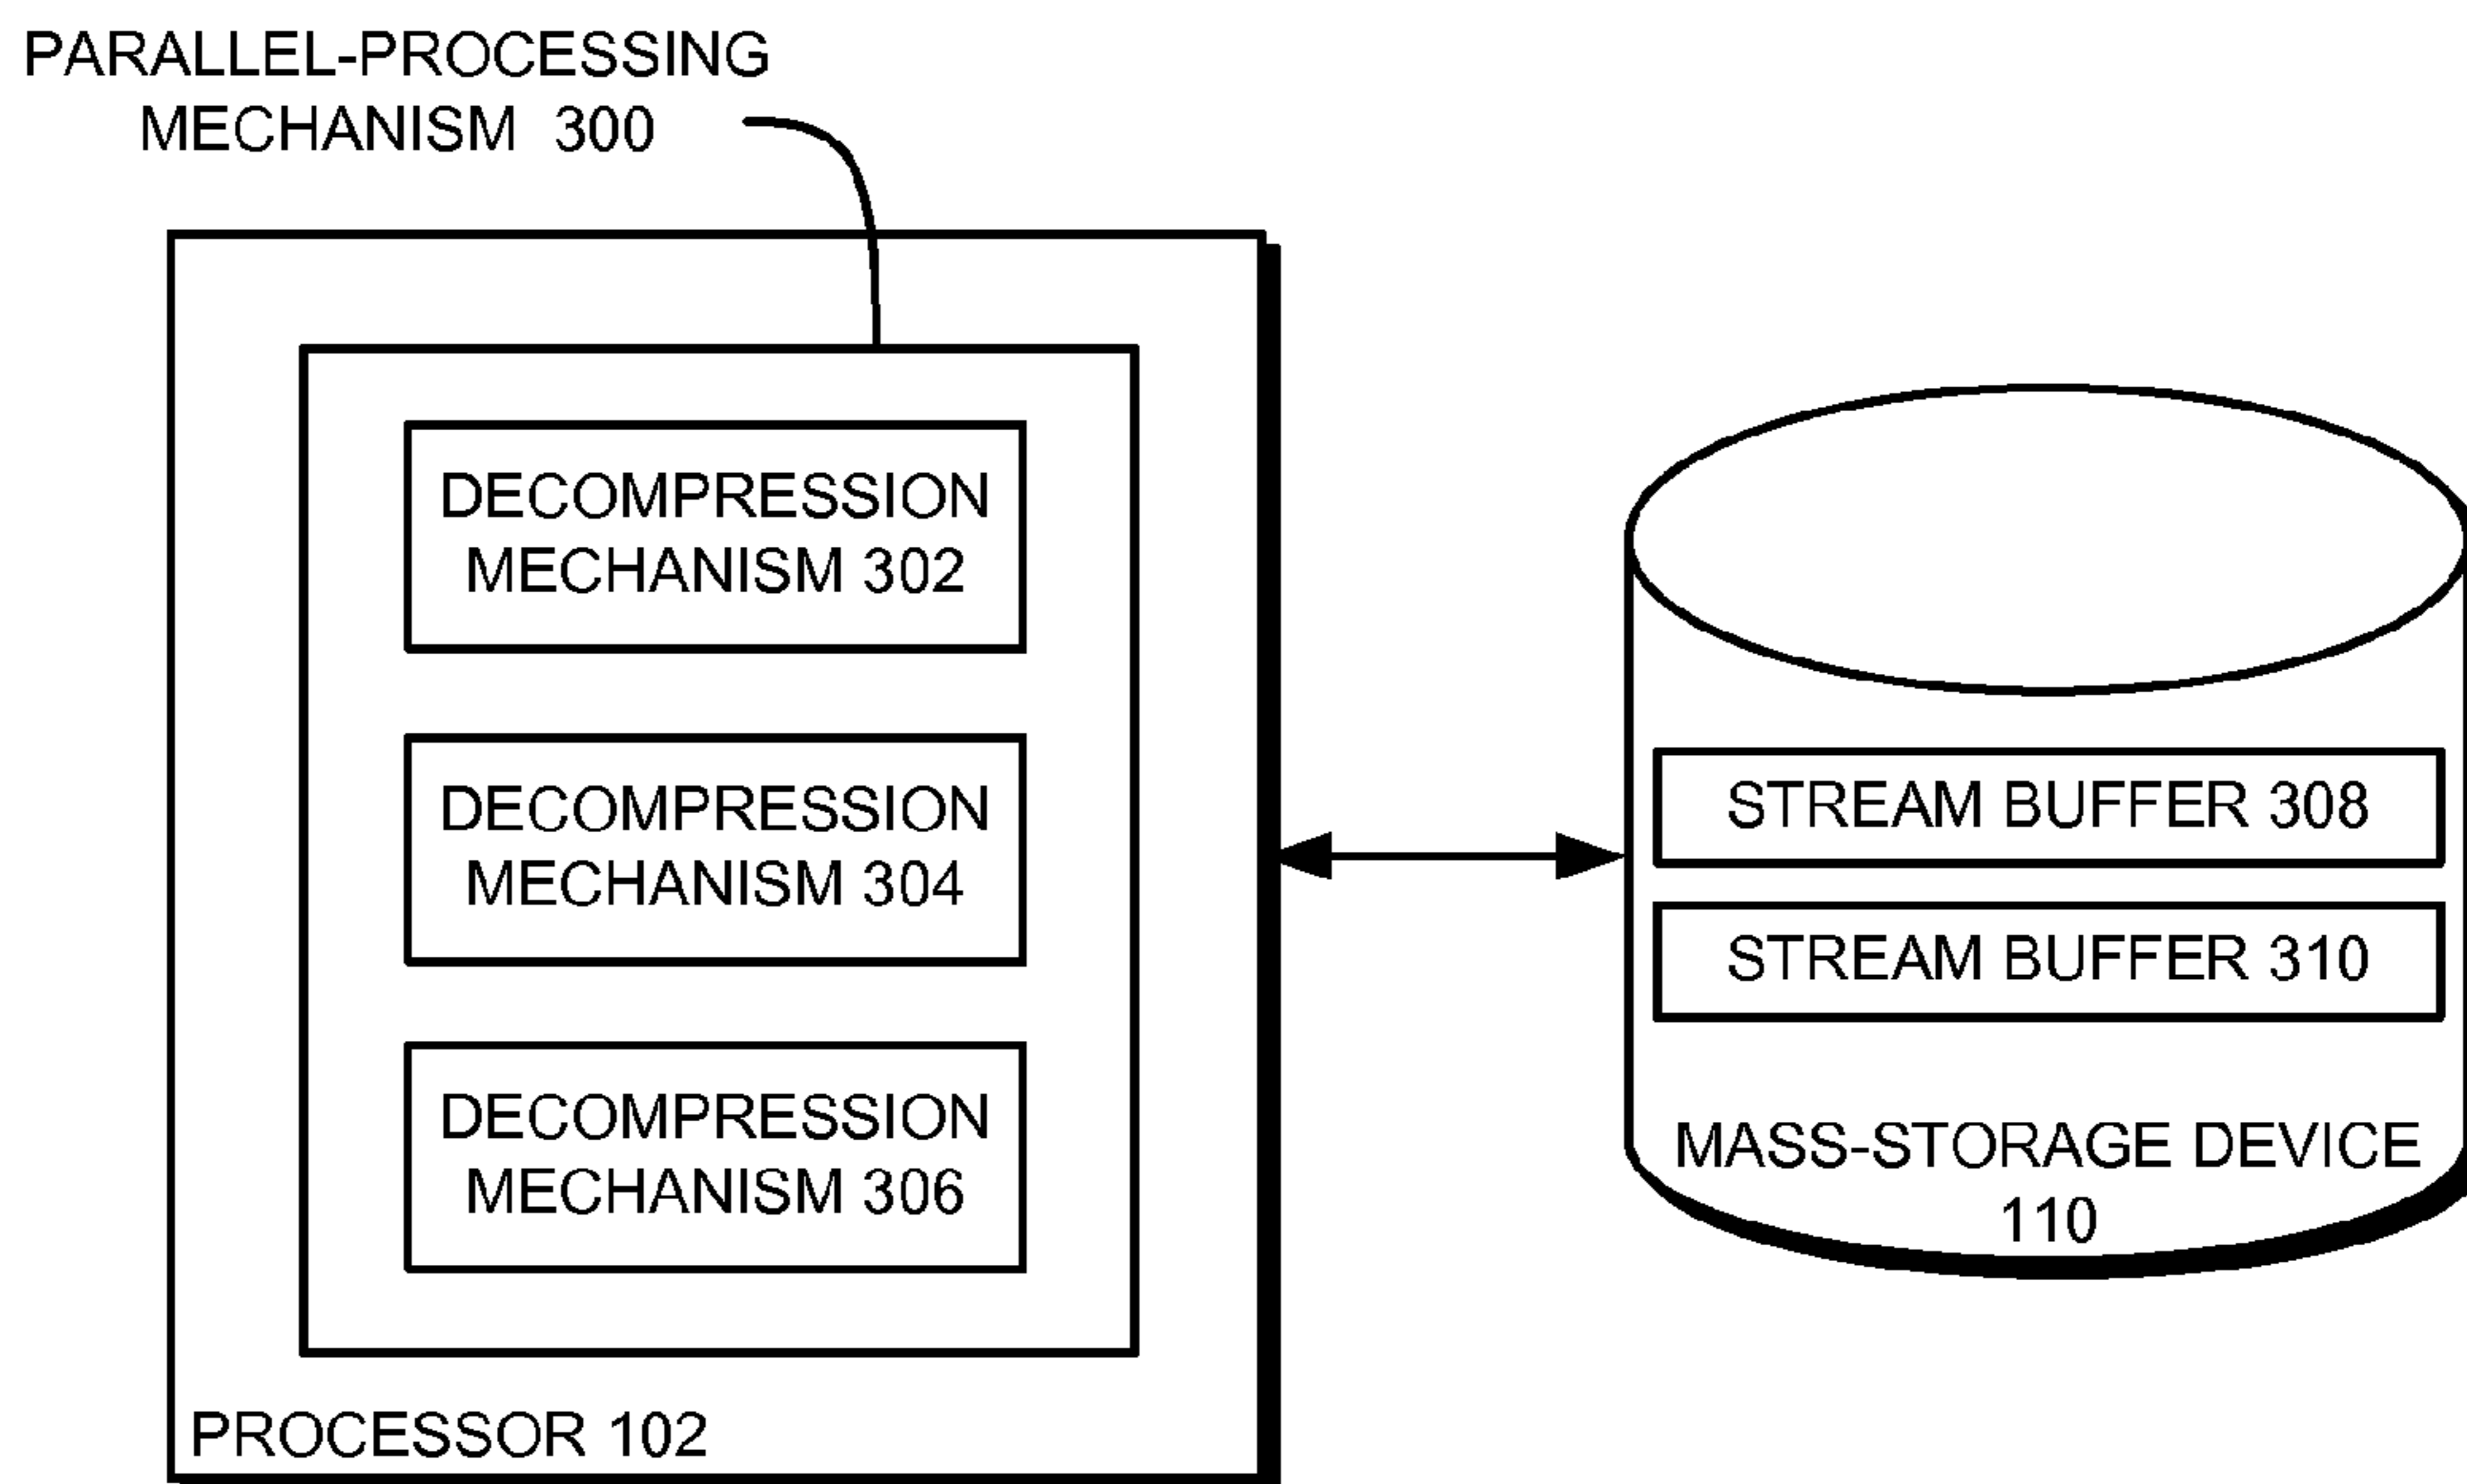 PARALLEL-PROCESSING
MECHANISM 300
DECOMPRESSION
MECHANISM 302
DECOMPRESSION
MECHANISM 304
DECOMPRESSION
MECHANISM 306
PROCESSOR 102
STREAM BUFFER 308
STREAM BUFFER 310
MASS-STORAGE DEVICE
110